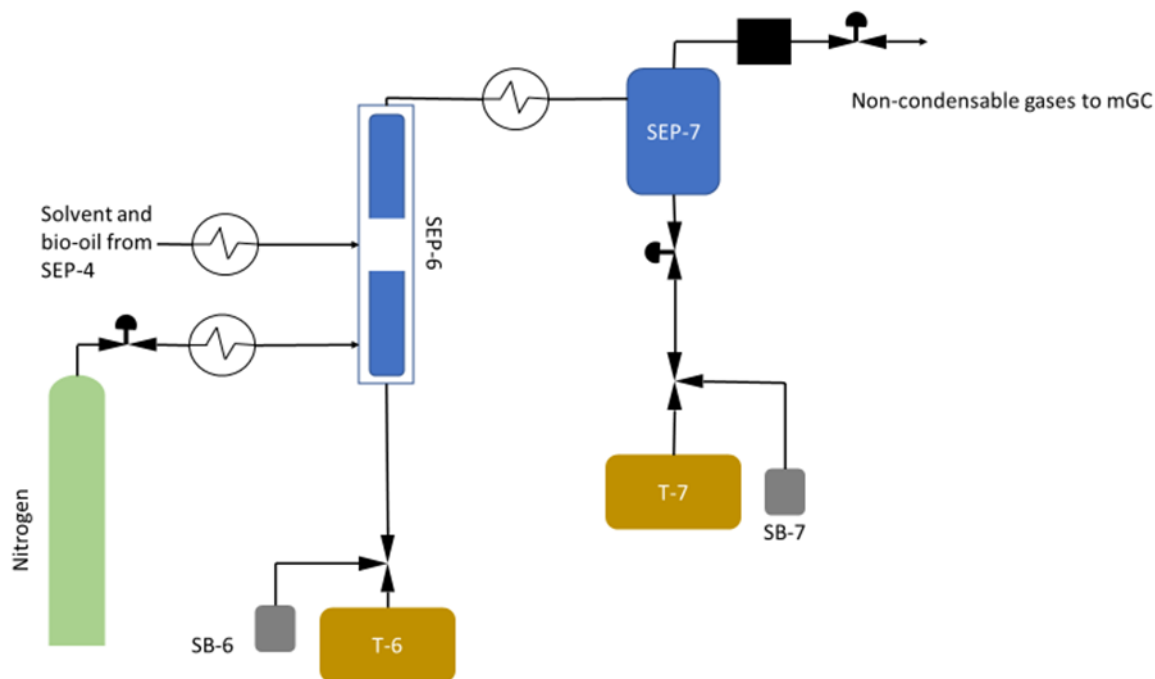 Non-condensable gases to mGC
SEP-7
Solvent and
bio-oil from
SEP-4
SEP-6
Nitrogen
T-7
SB-7
SB-6
T-6